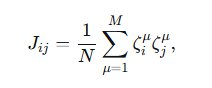 $J_{ij} = \frac{1}{N} \sum_{\mu=1}^{M} \zeta_i^{\mu} \zeta_j^{\mu},$